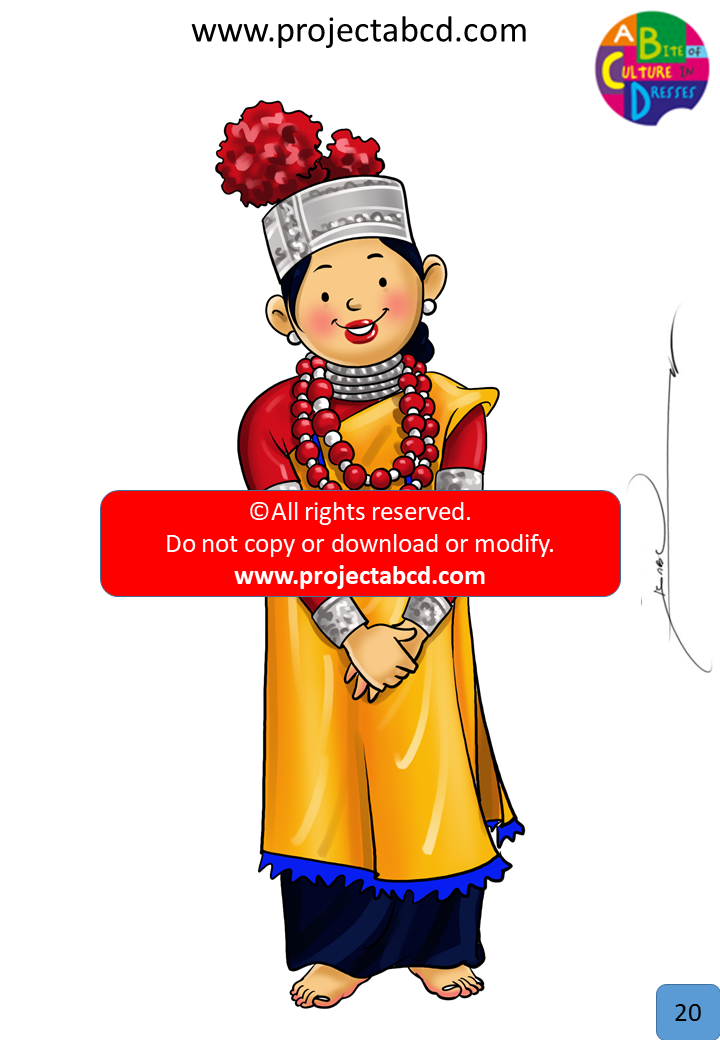 www.projectabcd.com
A BITE OF
CULTURE IN
DRESSES
©All rights reserved.
Do not copy or download or modify.
www.projectabcd.com
20